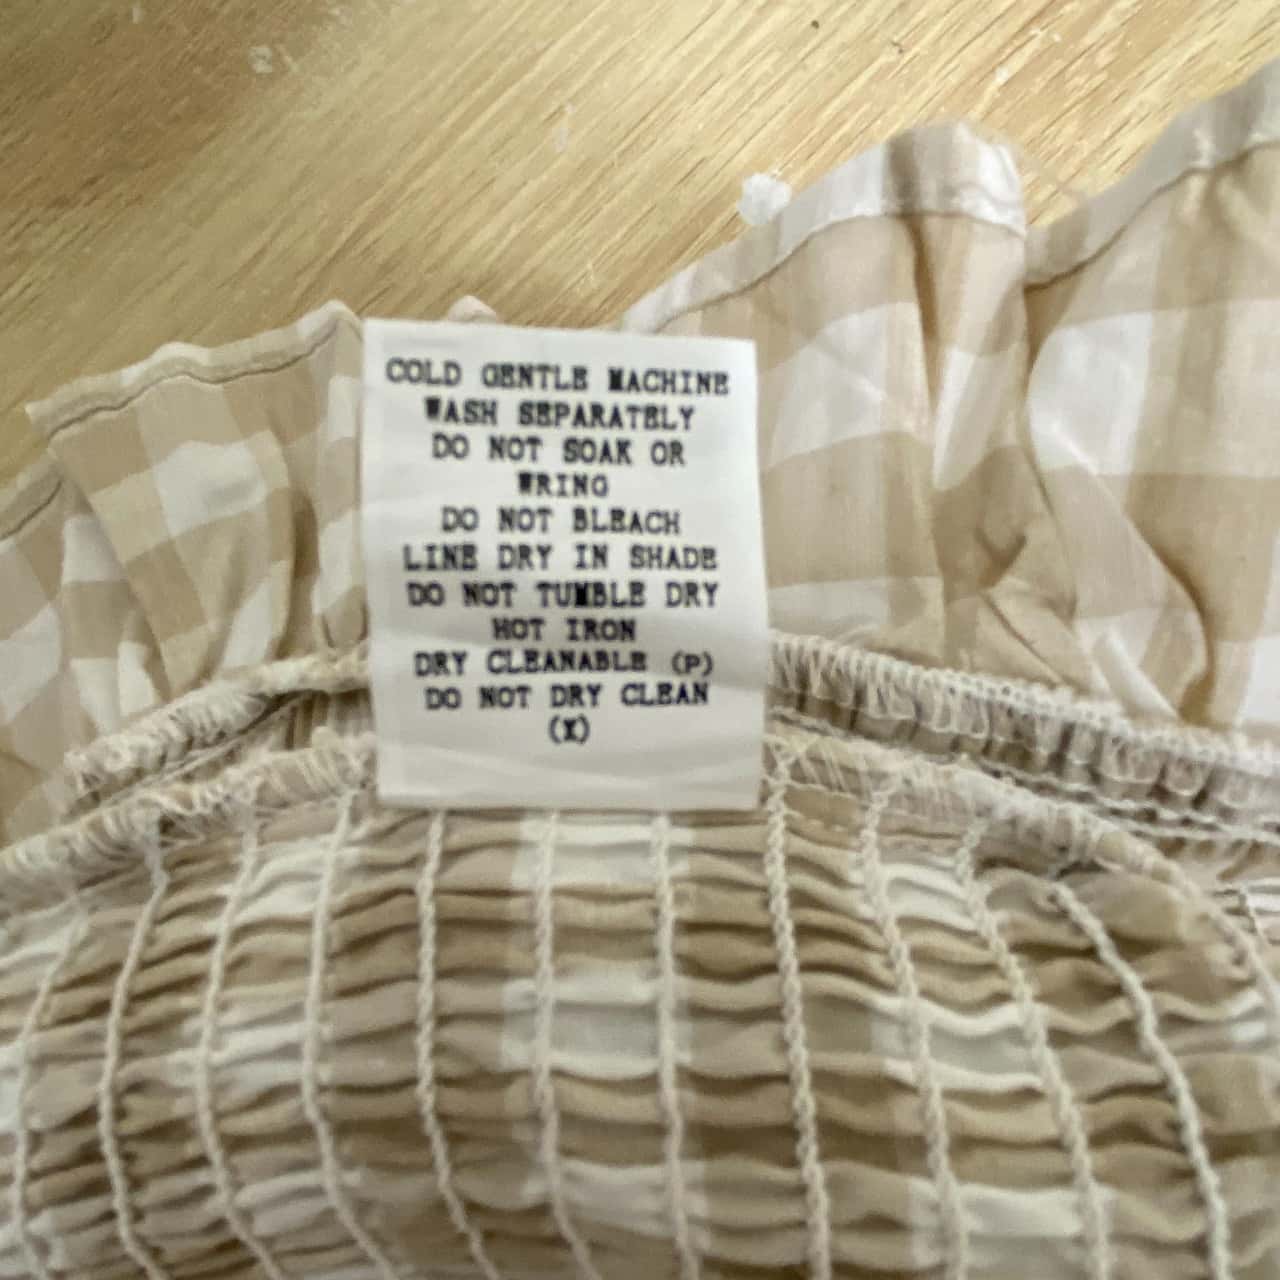 COLD GENTLE MACHINE
WASH SEPARATELY
DO NOT SOAK OR
WRING
DO NOT BLEACH
LINE DRY IN SHADE
DO NOT TUMBLE DRY
HOT IRON
DRY CLEANABLE (P)
DO NOT DRY CLEAN
(X)